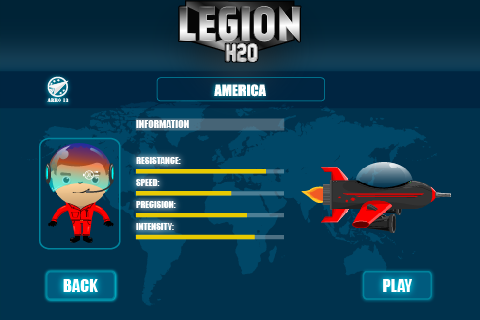 LEGION
H2O
AMERICA
INFORMATION
RESISTANCE:
SPEED:
PRECISION:
INTENSITY:
BACK
PLAY